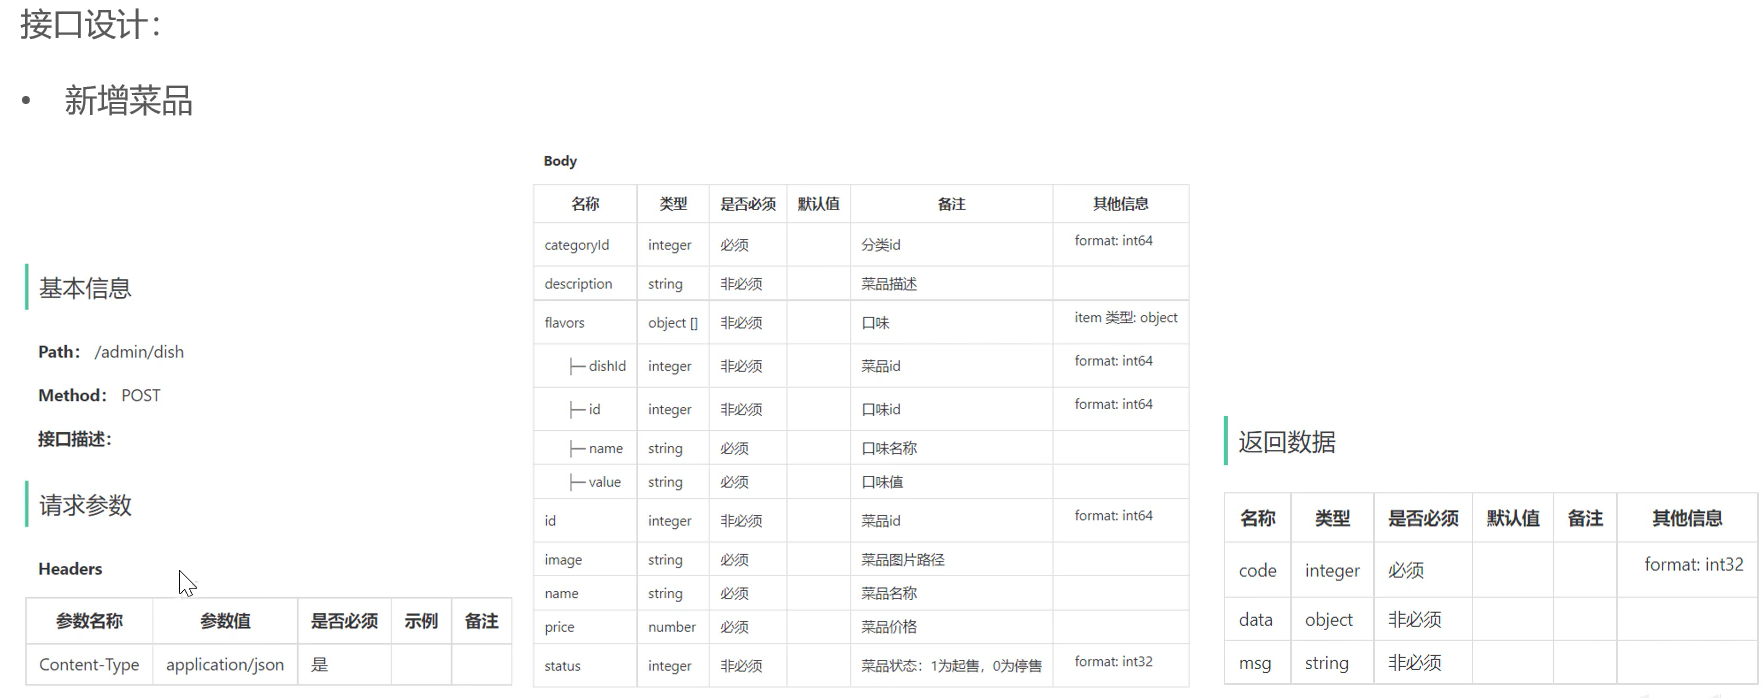 接口设计：
• 新增菜品
基本信息
Path： /admin/dish
Method： POST
接口描述：
请求参数
Headers
参数名称 参数值 是否必须 示例 备注
Content-Type application/json 是
Body
名称 类型 是否必须 默认值 备注 其他信息
categoryId integer 必须 分类id format: int64
description string 非必须 菜品描述
flavors object [] 非必须 口味 item 类型: object
├─ dishId integer 非必须 菜品id format: int64
├─ id integer 非必须 口味id format: int64
├─ name string 必须 口味名称
├─ value string 必须 口味值
id integer 非必须 菜品id format: int64
image string 必须 菜品图片路径
name string 必须 菜品名称
price number 必须 菜品价格
status integer 非必须 菜品状态：1为起售，0为停售 format: int32
返回数据
名称 类型 是否必须 默认值 备注 其他信息
code integer 必须 format: int32
data object 非必须
msg string 非必须